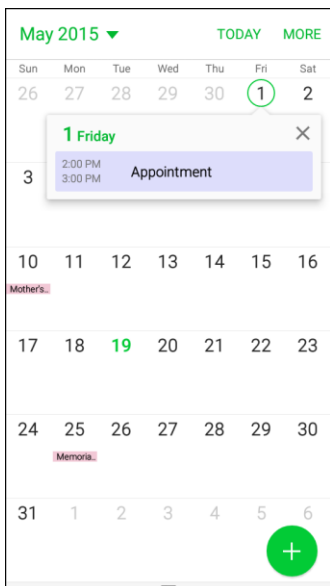 May 2015 TODAY MORE
Sun Mon Tue Wed Thu Fri Sat
26 27 28 29 30 1 2
1 Friday
2:00 PM
3:00 PM
Appointment
3
10 11 12 13 14 15 16
Mother's..
17 18 19 20 21 22 23
24 25 26 27 28 29 30
Memoria..
31 1 2 3 4 5 6